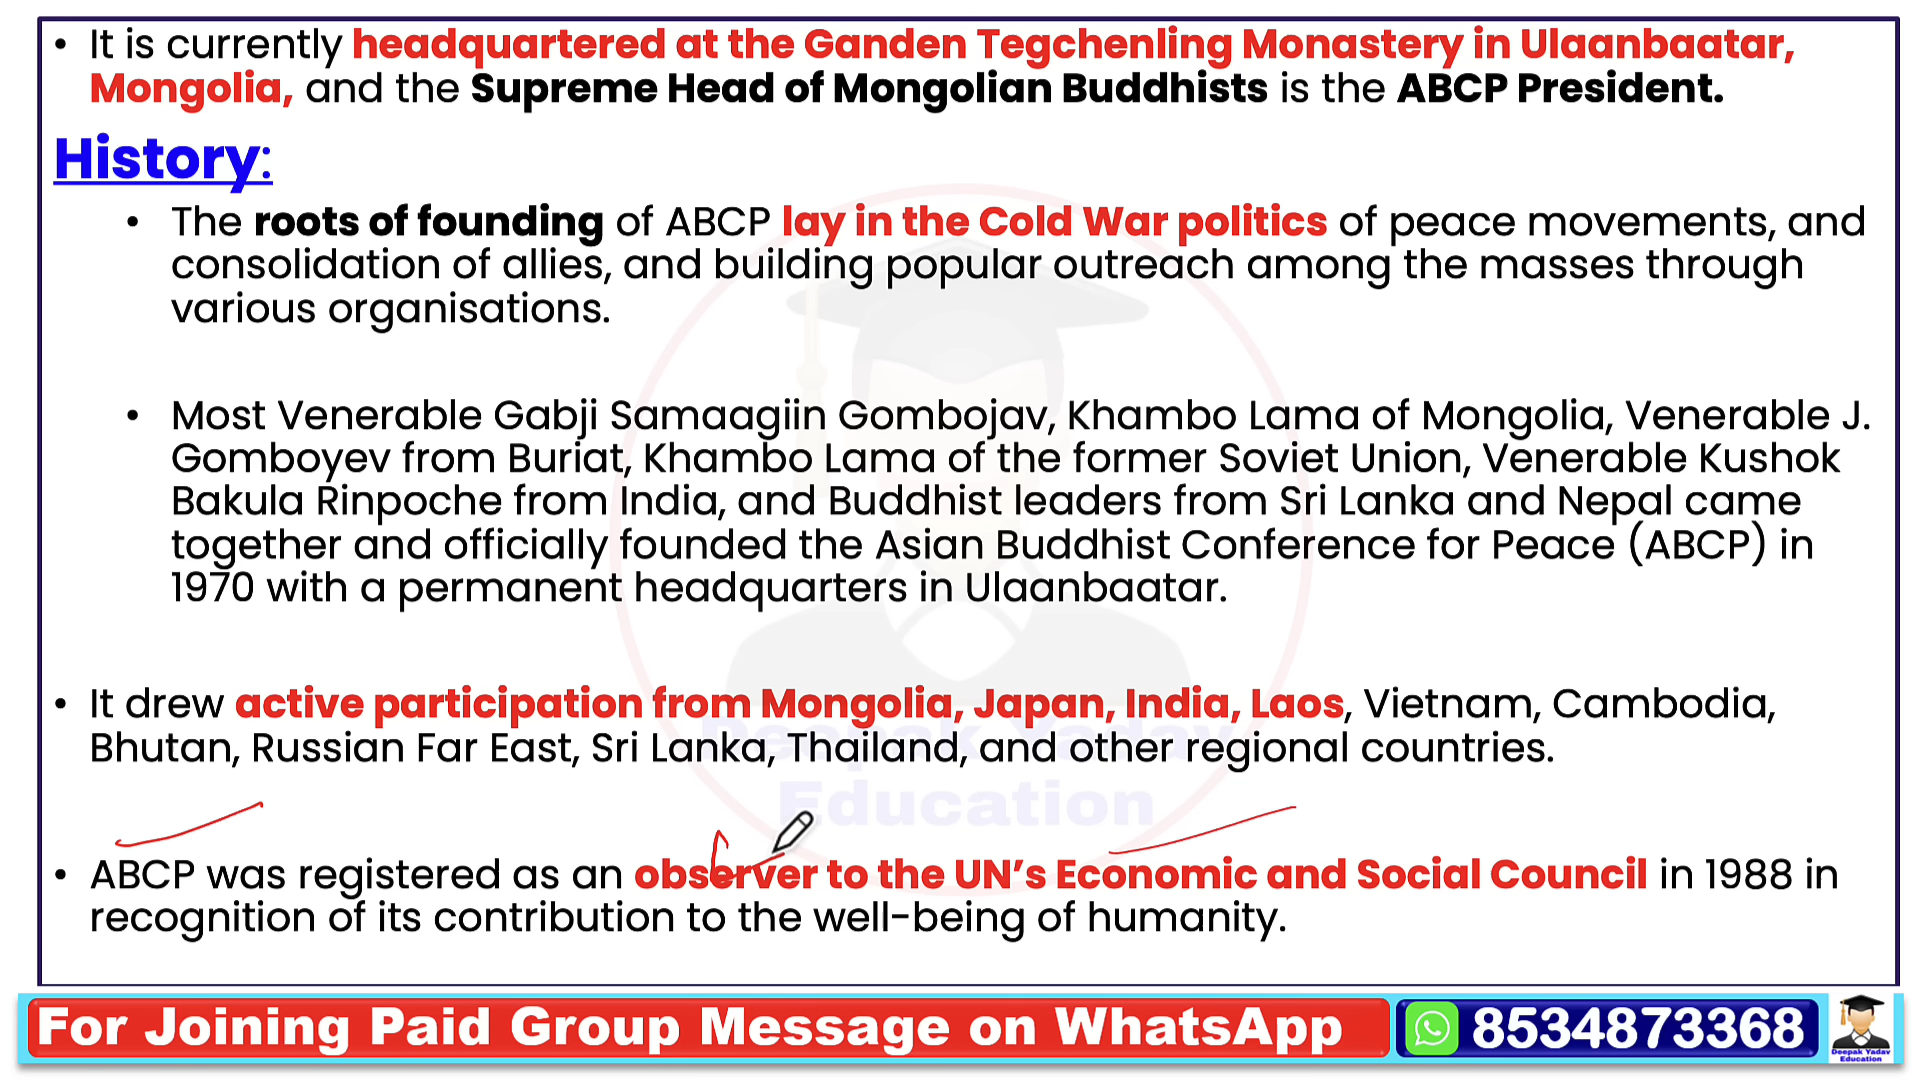 • It is currently headquartered at the Ganden Tegchenling Monastery in Ulaanbaatar,
Mongolia, and the Supreme Head of Mongolian Buddhists is the ABCP President.
History:
• The roots of founding of ABCP lay in the Cold War politics of peace movements, and
consolidation of allies, and building popular outreach among the masses through
various organisations.
• Most Venerable Gabji Samaagiin Gombojav, Khambo Lama of Mongolia, Venerable J.
Gomboyev from Buriat, Khambo Lama of the former Soviet Union, Venerable Kushok
Bakula Rinpoche from India, and Buddhist leaders from Sri Lanka and Nepal came
together and officially founded the Asian Buddhist Conference for Peace (ABCP) in
1970 with a permanent headquarters in Ulaanbaatar.
• It drew active participation from Mongolia, Japan, India, Laos, Vietnam, Cambodia,
Bhutan, Russian Far East, Sri Lanka, Thailand, and other regional countries.
Deepak Yadav
Education
• ABCP was registered as an observer to the UN’s Economic and Social Council in 1988 in
recognition of its contribution to the well-being of humanity.
For Joining Paid Group Message on WhatsApp 8534873368
Deepak Yadav
Education